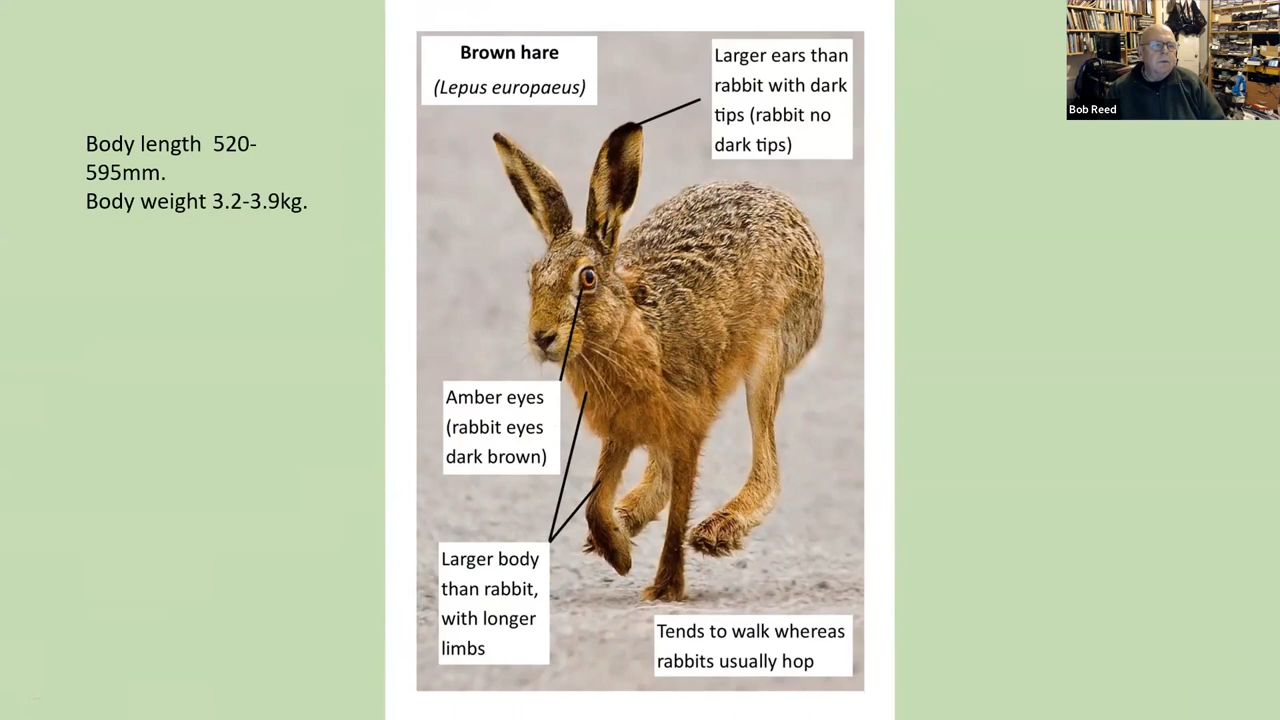 Brown hare
(Lepus europaeus)
Larger ears than
rabbit with dark
tips (rabbit no
dark tips)
Bob Reed
Body length  520-
595mm.
Body weight 3.2-3.9kg.
Amber eyes
(rabbit eyes
dark brown)
Larger body
than rabbit,
with longer
limbs
Tends to walk whereas
rabbits usually hop